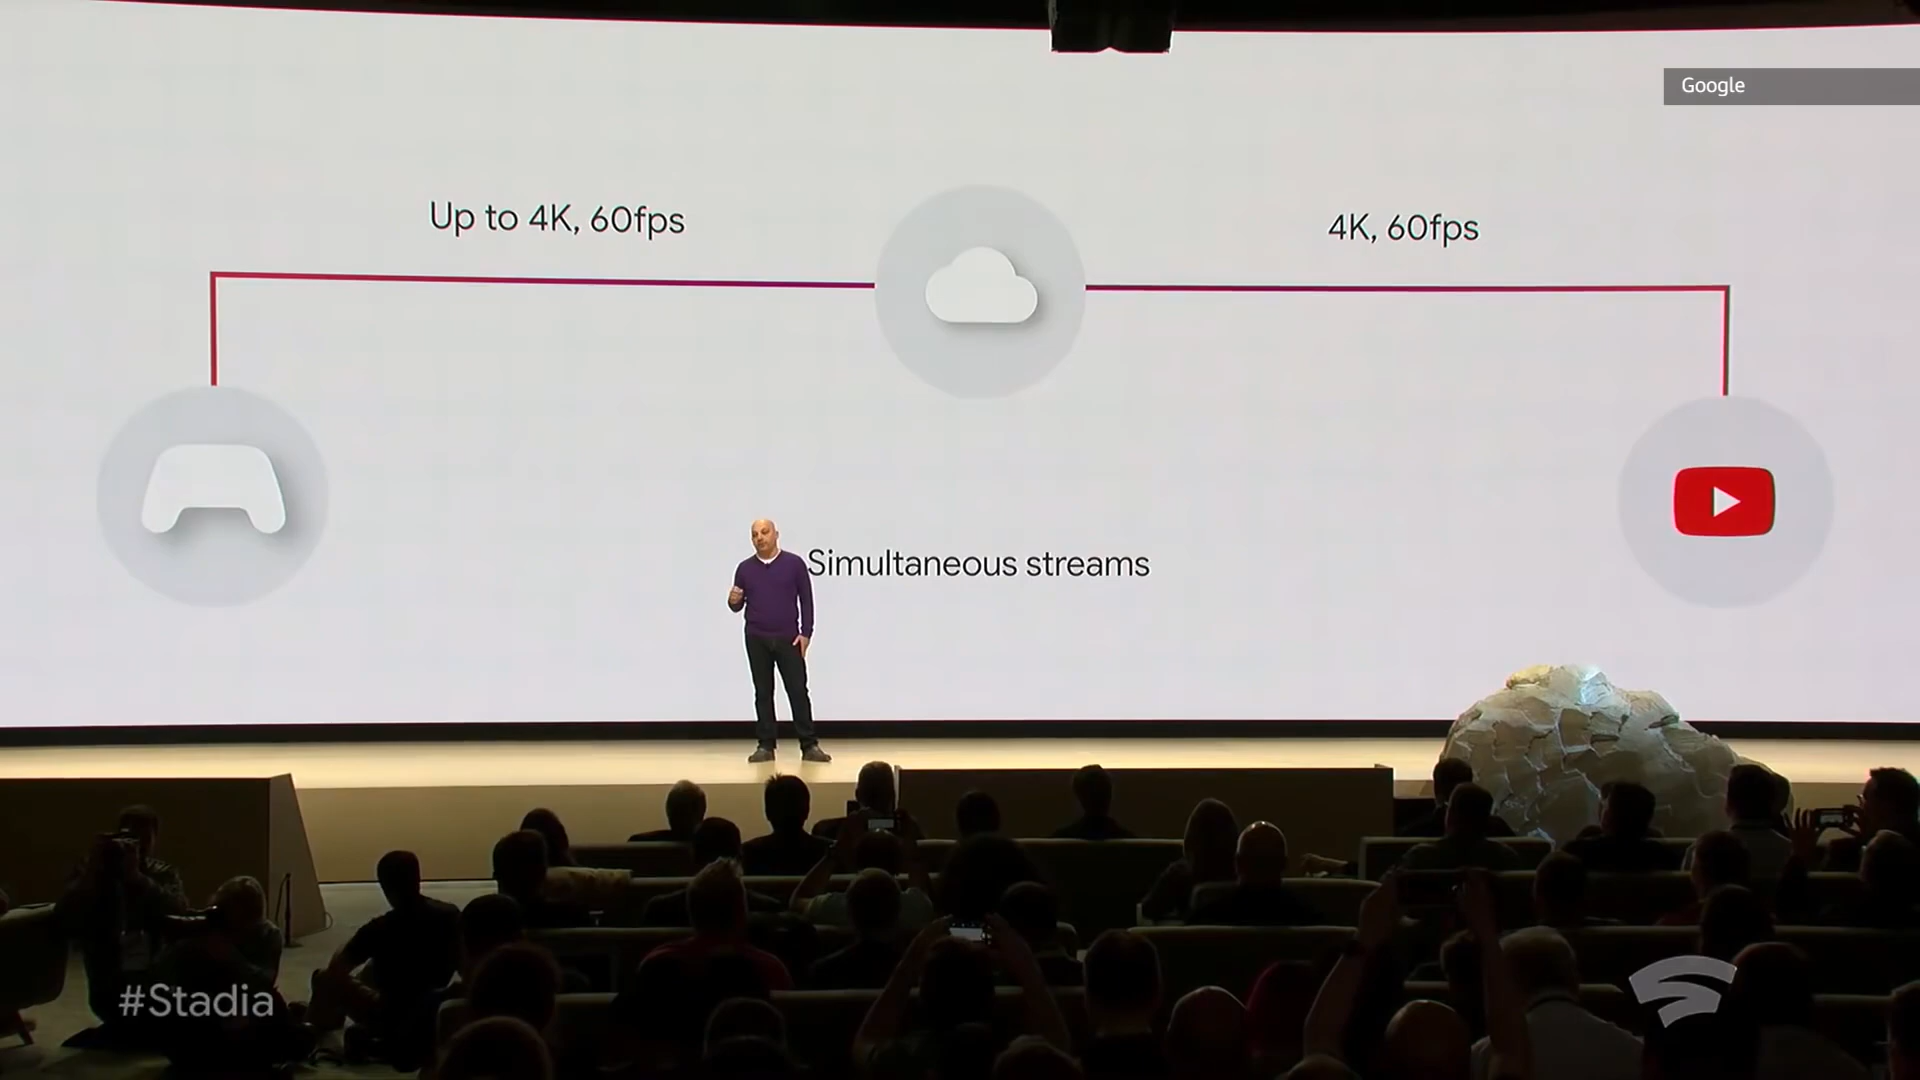 Google
Up to 4K, 60fps
4K, 60fps
Simultaneous streams
#Stadia